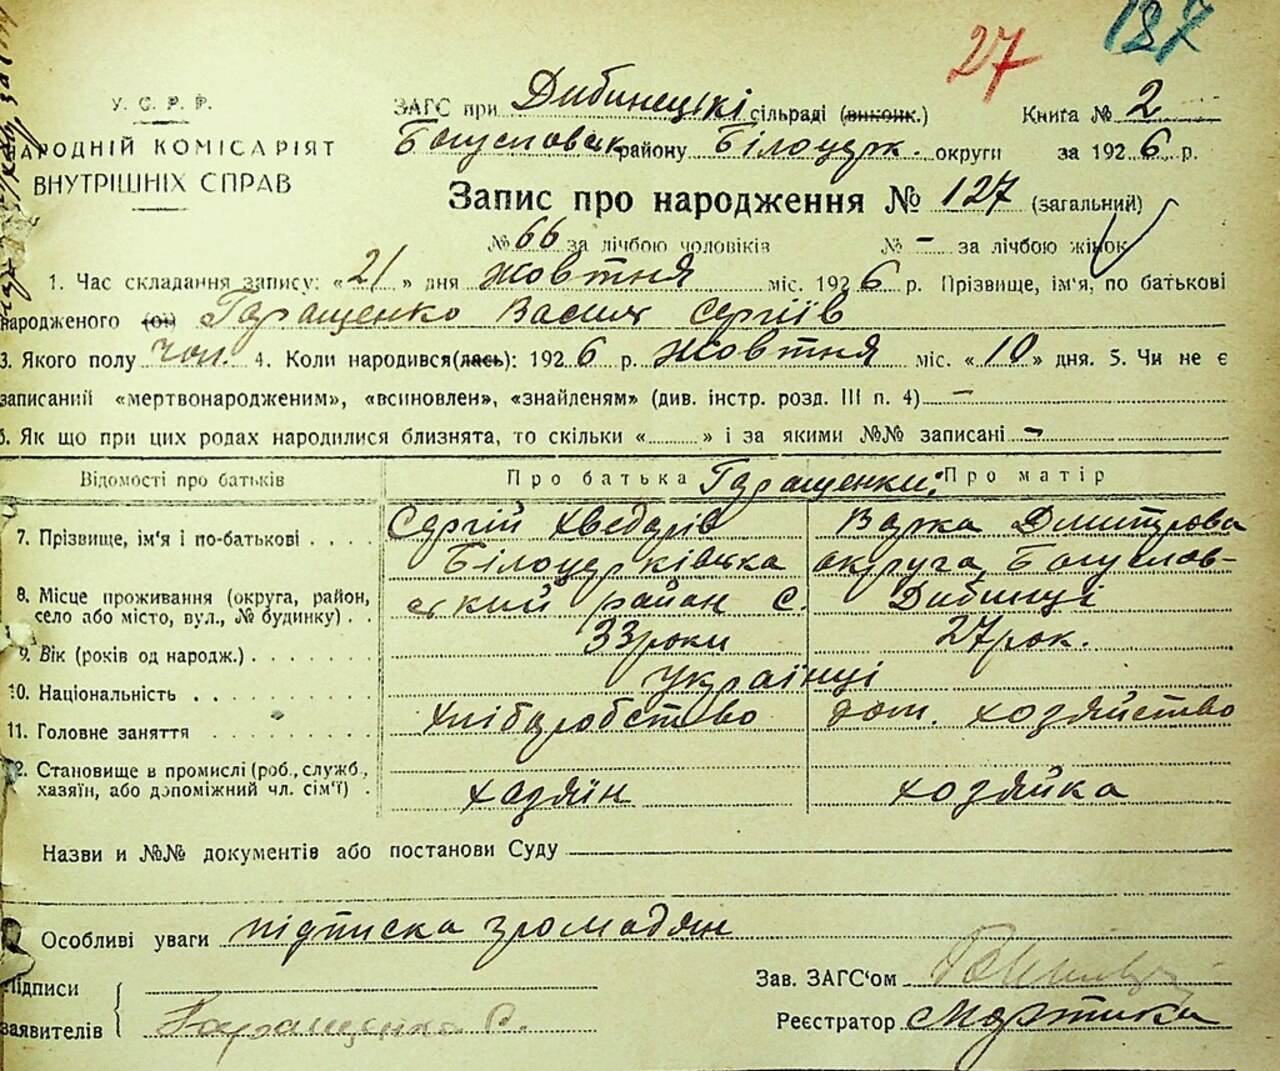 27
127
У. С. Р. Р.
НАРОДНІЙ КОМІСАРІЯТ
ВНУТРІШНІХ СПРАВ
ЗАГС при Дибинецькі сільраді (виконк.) Книга № 2
Богуславськ району Білоцерк. округи за 1926 р.
Запис про народження № 127 (загальний)
№ 66 за лічбою чоловіків № - за лічбою жінок
1. Час складання запису: «21» дня жовтня міс. 1926 р. Прізвище, ім'я, по батькові
народженого (ої) Геращенко Василь Сергіїв
3. Якого полу чол. 4. Коли народився(лась): 1926 р. жовтня міс. «10» дня. 5. Чи не є
записаний «мертвонародженим», «всиновлен», «знайденям» (див. інстр. розд. III п. 4) —
6. Як що при цих родах народилися близнята, то скільки «......» і за якими №№ записані —
Відомості про батьків Про батька Геращенки: Про матір
7. Прізвище, ім'я і по-батькові . . . . Сергій Хведорів Варка Дмитрова
Білоцерківська округа, Богуслав-
8. Місце проживання (округа, район, ський район с. Дибинці
село або місто, вул., № будинку) . .
9. Вік (років од народж.) . . . . . . . 33 роки 27 рок.
10. Національність . . . . . . . . . українці
11. Головне заняття . . . . . . . . . хліборобство дом. хозяйство
12. Становище в промислі (роб., служб.,
хазяїн, або допоміжний чл. сім'ї) . хазяїн хозяйка
Назви и №№ документів або постанови Суду —
Особливі уваги підписка громадян
Підписи Зав. ЗАГС'ом
заявителів Геращенко С. Реєстратор